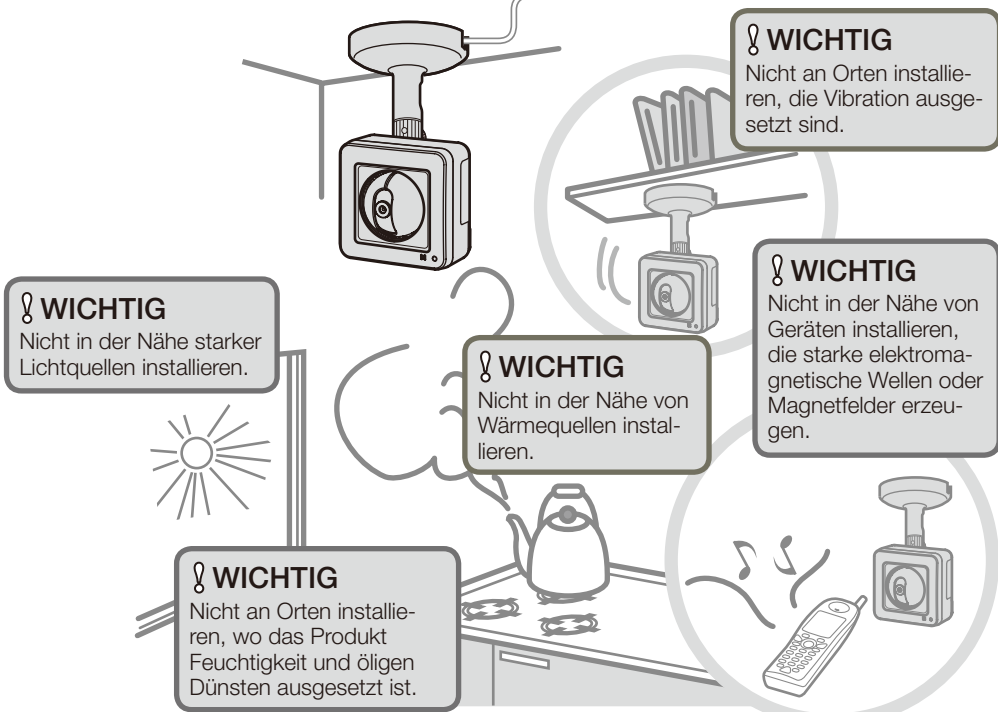 WICHTIG
Nicht an Orten installie-
ren, die Vibration ausge-
setzt sind.
WICHTIG
Nicht in der Nähe von
Geräten installieren,
die starke elektroma-
gnetische Wellen oder
Magnetfelder erzeu-
gen.
WICHTIG
Nicht in der Nähe starker
Lichtquellen installieren.
WICHTIG
Nicht in der Nähe von
Wärmequellen instal-
lieren.
WICHTIG
Nicht an Orten installie-
ren, wo das Produkt
Feuchtigkeit und öligen
Dünsten ausgesetzt ist.